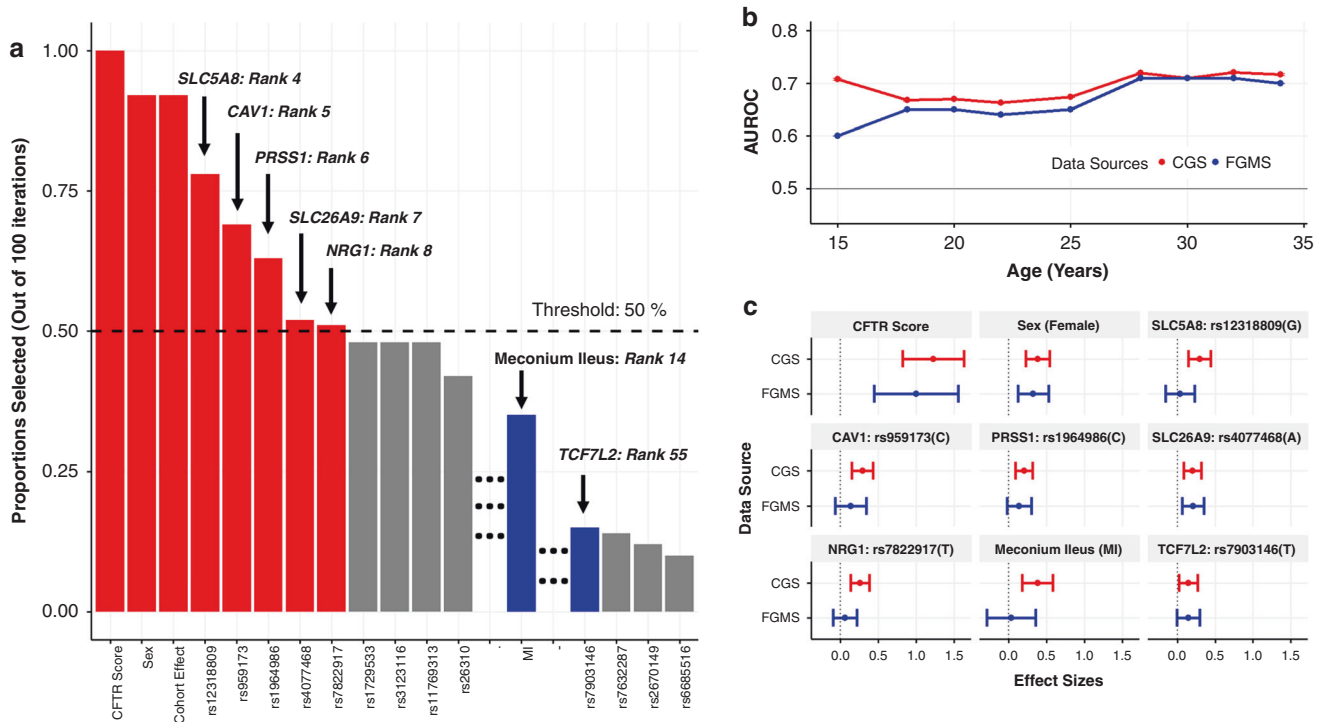 a
Proportions Selected (Out of 100 iterations)
1.00
0.75
0.50
0.25
0.00
SLC5A8: Rank 4
CAV1: Rank 5
PRSS1: Rank 6
SLC26A9: Rank 7
NRG1: Rank 8
Threshold: 50 %
Meconium Ileus: Rank 14
TCF7L2: Rank 55
CFTR Score
Sex
Cohort Effect
rs12318809
rs959173
rs1964986
rs4077468
rs7822917
rs1729533
rs3123116
rs11769313
rs26310
.
MI
-
rs7903146
rs7632287
rs2670149
rs6685516
b
AUROC
0.8
0.7
0.6
0.5
Data Sources CGS FGMS
15 20 25 30 35
Age (Years)
c
Data Source
CFTR Score Sex (Female) SLC5A8: rs12318809(G)
CGS
FGMS
CAV1: rs959173(C) PRSS1: rs1964986(C) SLC26A9: rs4077468(A)
CGS
FGMS
NRG1: rs7822917(T) Meconium Ileus (MI) TCF7L2: rs7903146(T)
CGS
FGMS
0.0 0.5 1.0 1.5 0.0 0.5 1.0 1.5 0.0 0.5 1.0 1.5
Effect Sizes